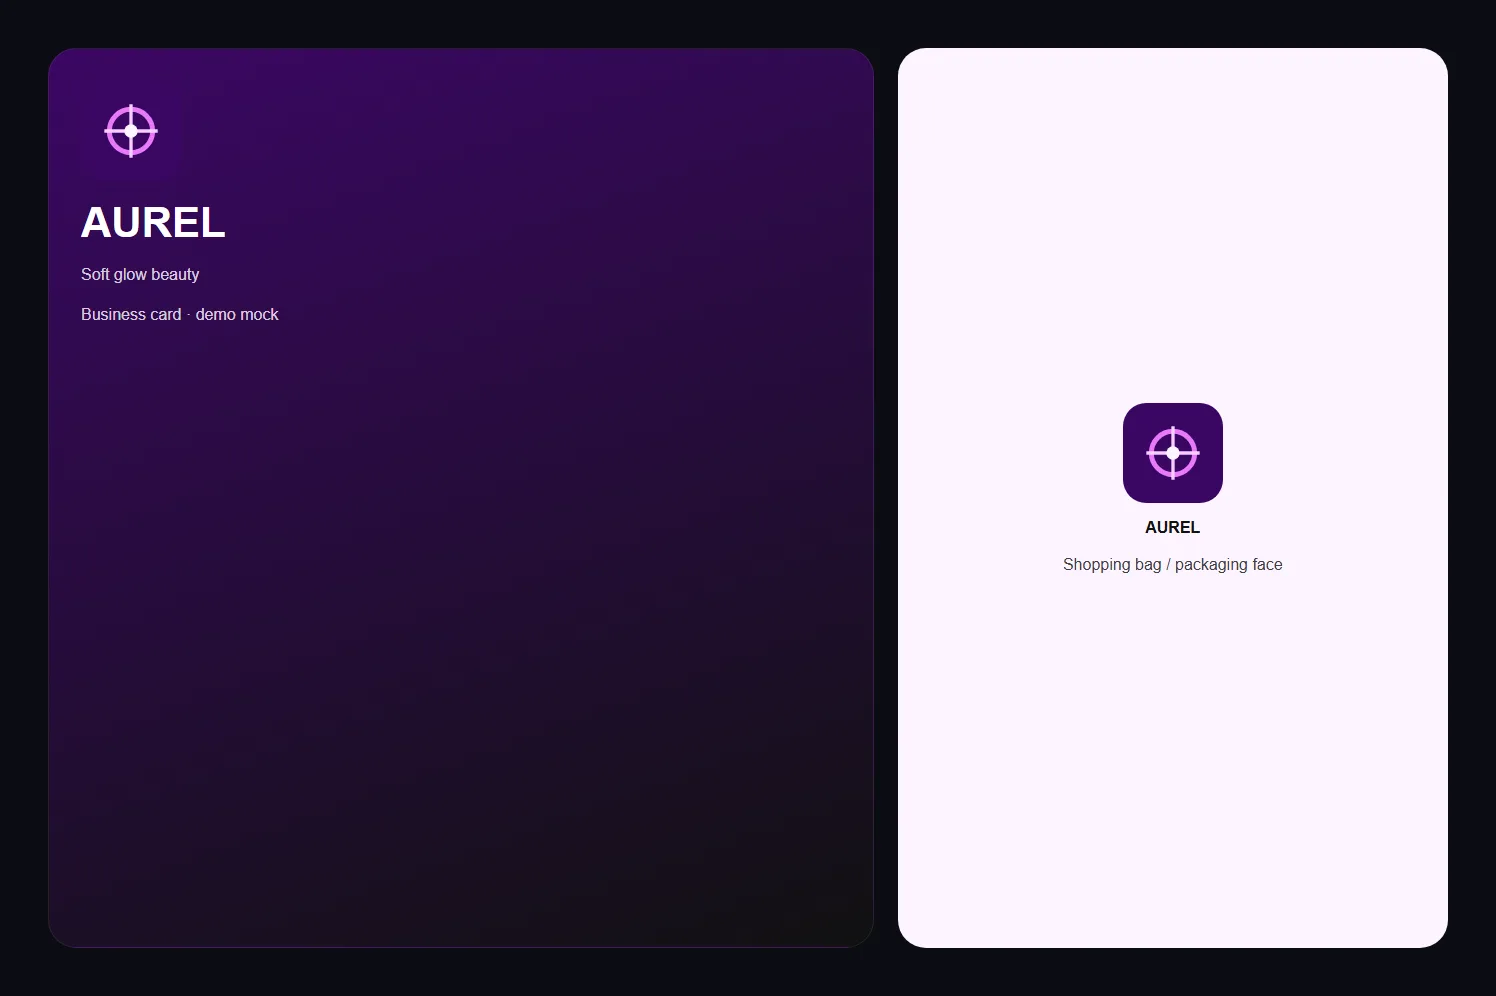 AUREL
Soft glow beauty
Business card · demo mock
AUREL
Shopping bag / packaging face